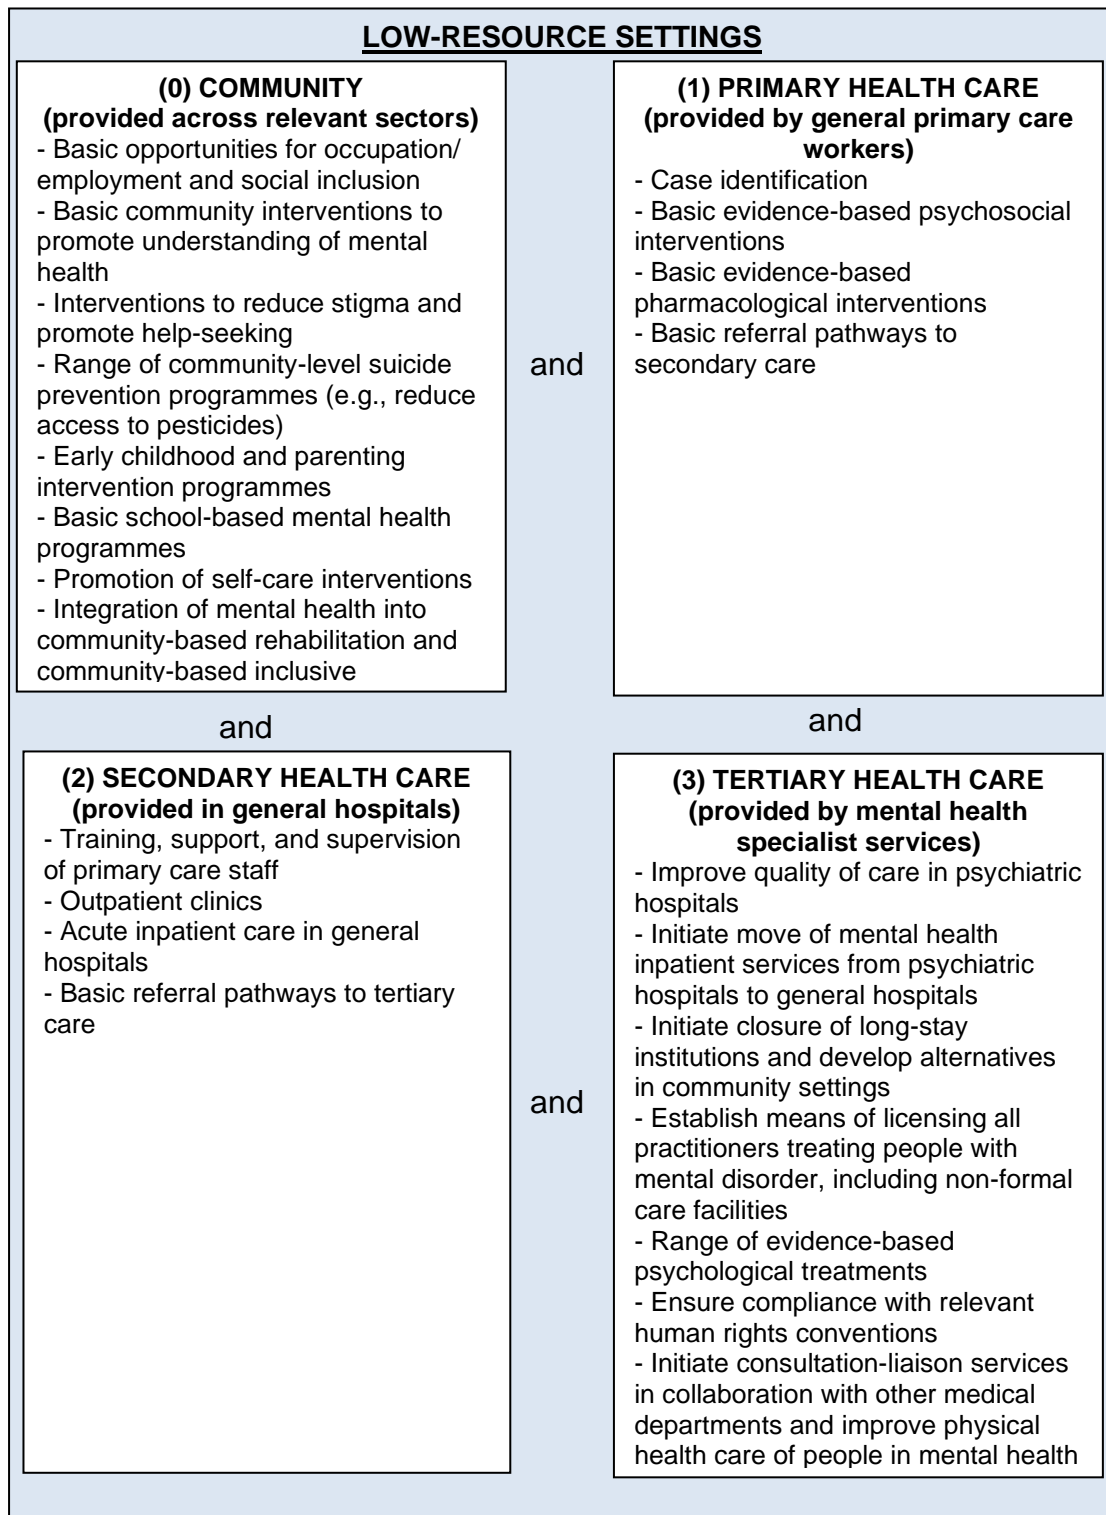 LOW-RESOURCE SETTINGS
(0) COMMUNITY
(provided across relevant sectors)
- Basic opportunities for occupation/
employment and social inclusion
- Basic community interventions to
promote understanding of mental
health
- Interventions to reduce stigma and
promote help-seeking
- Range of community-level suicide
prevention programmes (e.g., reduce
access to pesticides)
- Early childhood and parenting
intervention programmes
- Basic school-based mental health
programmes
- Promotion of self-care interventions
- Integration of mental health into
community-based rehabilitation and
community-based inclusive
and
(1) PRIMARY HEALTH CARE
(provided by general primary care
workers)
- Case identification
- Basic evidence-based psychosocial
interventions
- Basic evidence-based
pharmacological interventions
- Basic referral pathways to
secondary care
and
and
(2) SECONDARY HEALTH CARE
(provided in general hospitals)
- Training, support, and supervision
of primary care staff
- Outpatient clinics
- Acute inpatient care in general
hospitals
- Basic referral pathways to tertiary
care
and
(3) TERTIARY HEALTH CARE
(provided by mental health
specialist services)
- Improve quality of care in psychiatric
hospitals
- Initiate move of mental health
inpatient services from psychiatric
hospitals to general hospitals
- Initiate closure of long-stay
institutions and develop alternatives
in community settings
- Establish means of licensing all
practitioners treating people with
mental disorder, including non-formal
care facilities
- Range of evidence-based
psychological treatments
- Ensure compliance with relevant
human rights conventions
- Initiate consultation-liaison services
in collaboration with other medical
departments and improve physical
health care of people in mental health